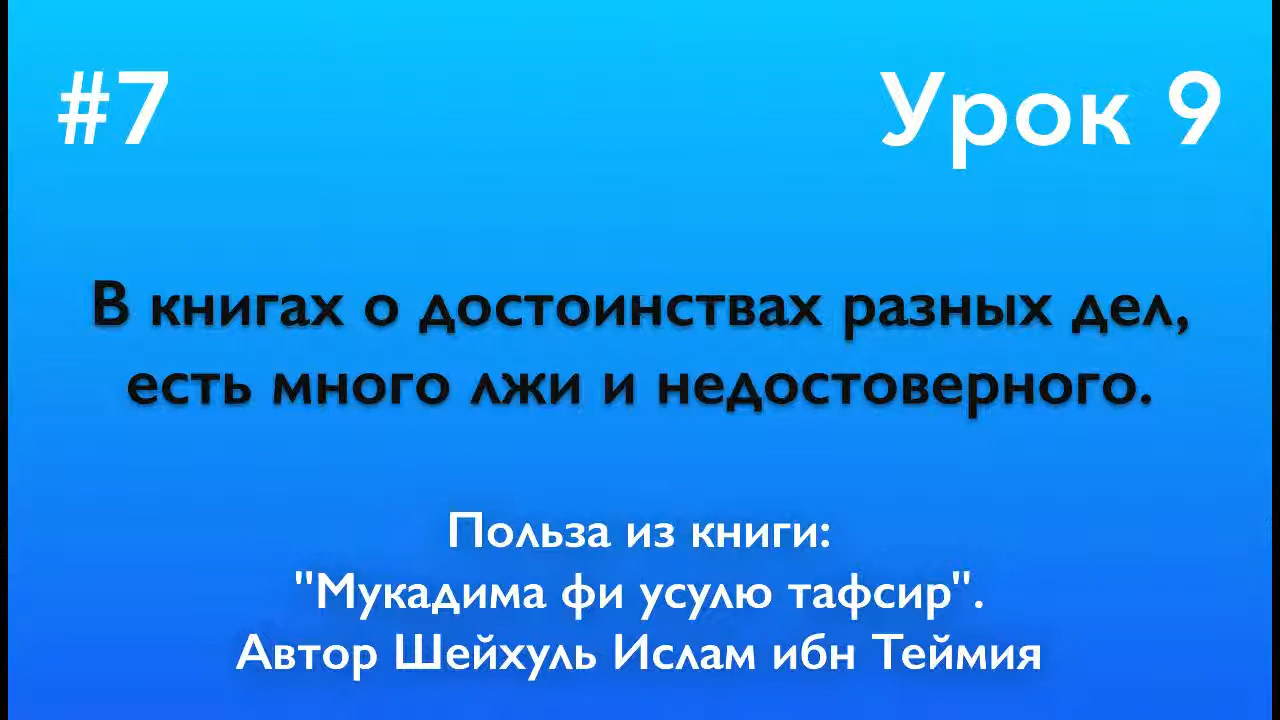 #7 Урок 9
В книгах о достоинствах разных дел,
есть много лжи и недостоверного.
Польза из книги:
"Мукадима фи усулю тафсир".
Автор Шейхуль Ислам ибн Теймия